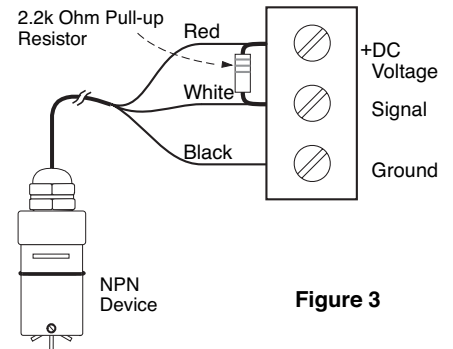 2.2k Ohm Pull-up
Resistor
Red
+DC
Voltage
White
Signal
Black
Ground
NPN
Device
Figure 3